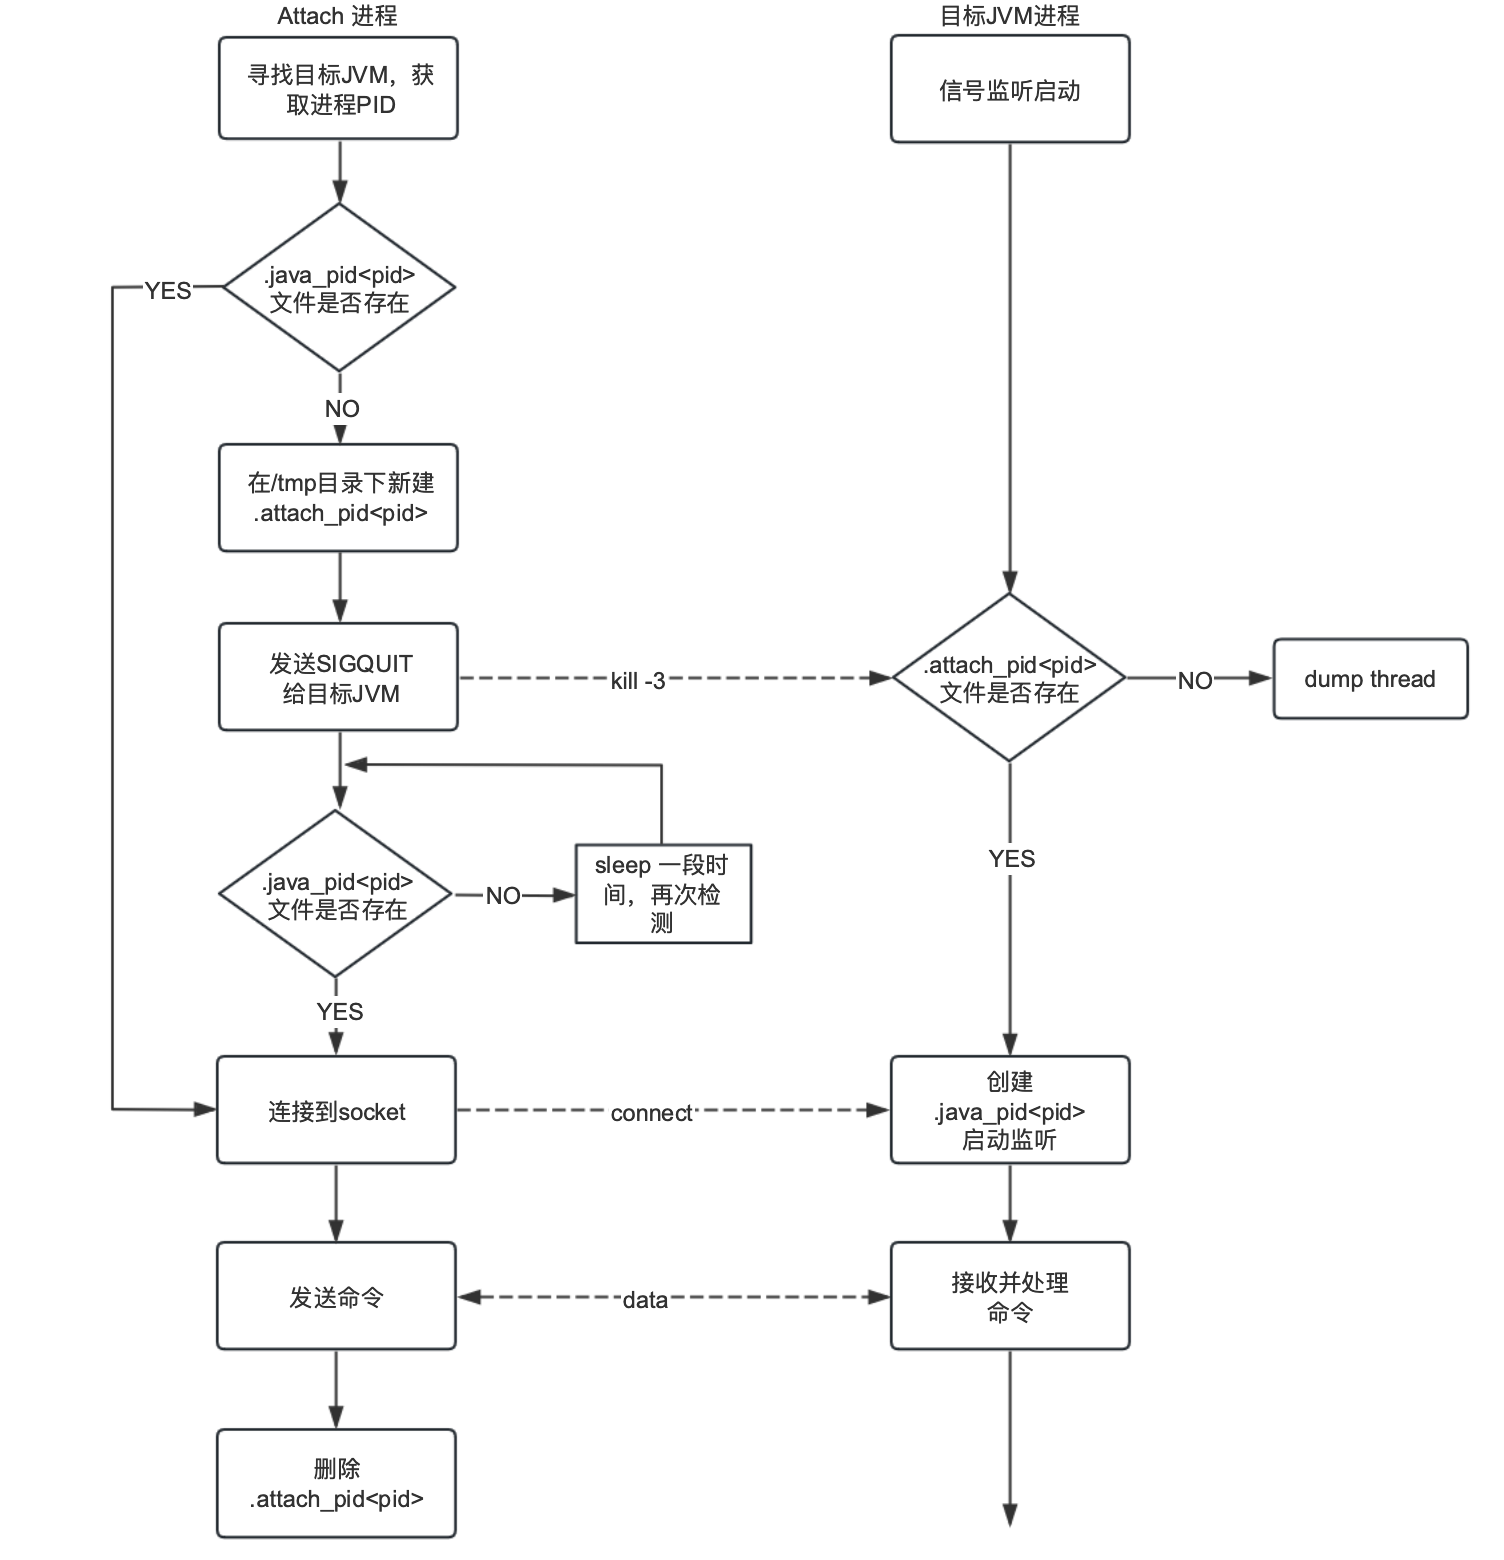 Attach 进程
目标JVM进程
寻找目标JVM，获
取进程PID
信号监听启动
.java_pid<pid>
文件是否存在
YES
NO
在/tmp目录下新建
.attach_pid<pid>
发送SIGQUIT
给目标JVM
kill -3
.attach_pid<pid>
文件是否存在
NO
dump thread
.java_pid<pid>
文件是否存在
NO
sleep 一段时
间，再次检
测
YES
YES
连接到socket
connect
创建
.java_pid<pid>
启动监听
发送命令
data
接收并处理
命令
删除
.attach_pid<pid>